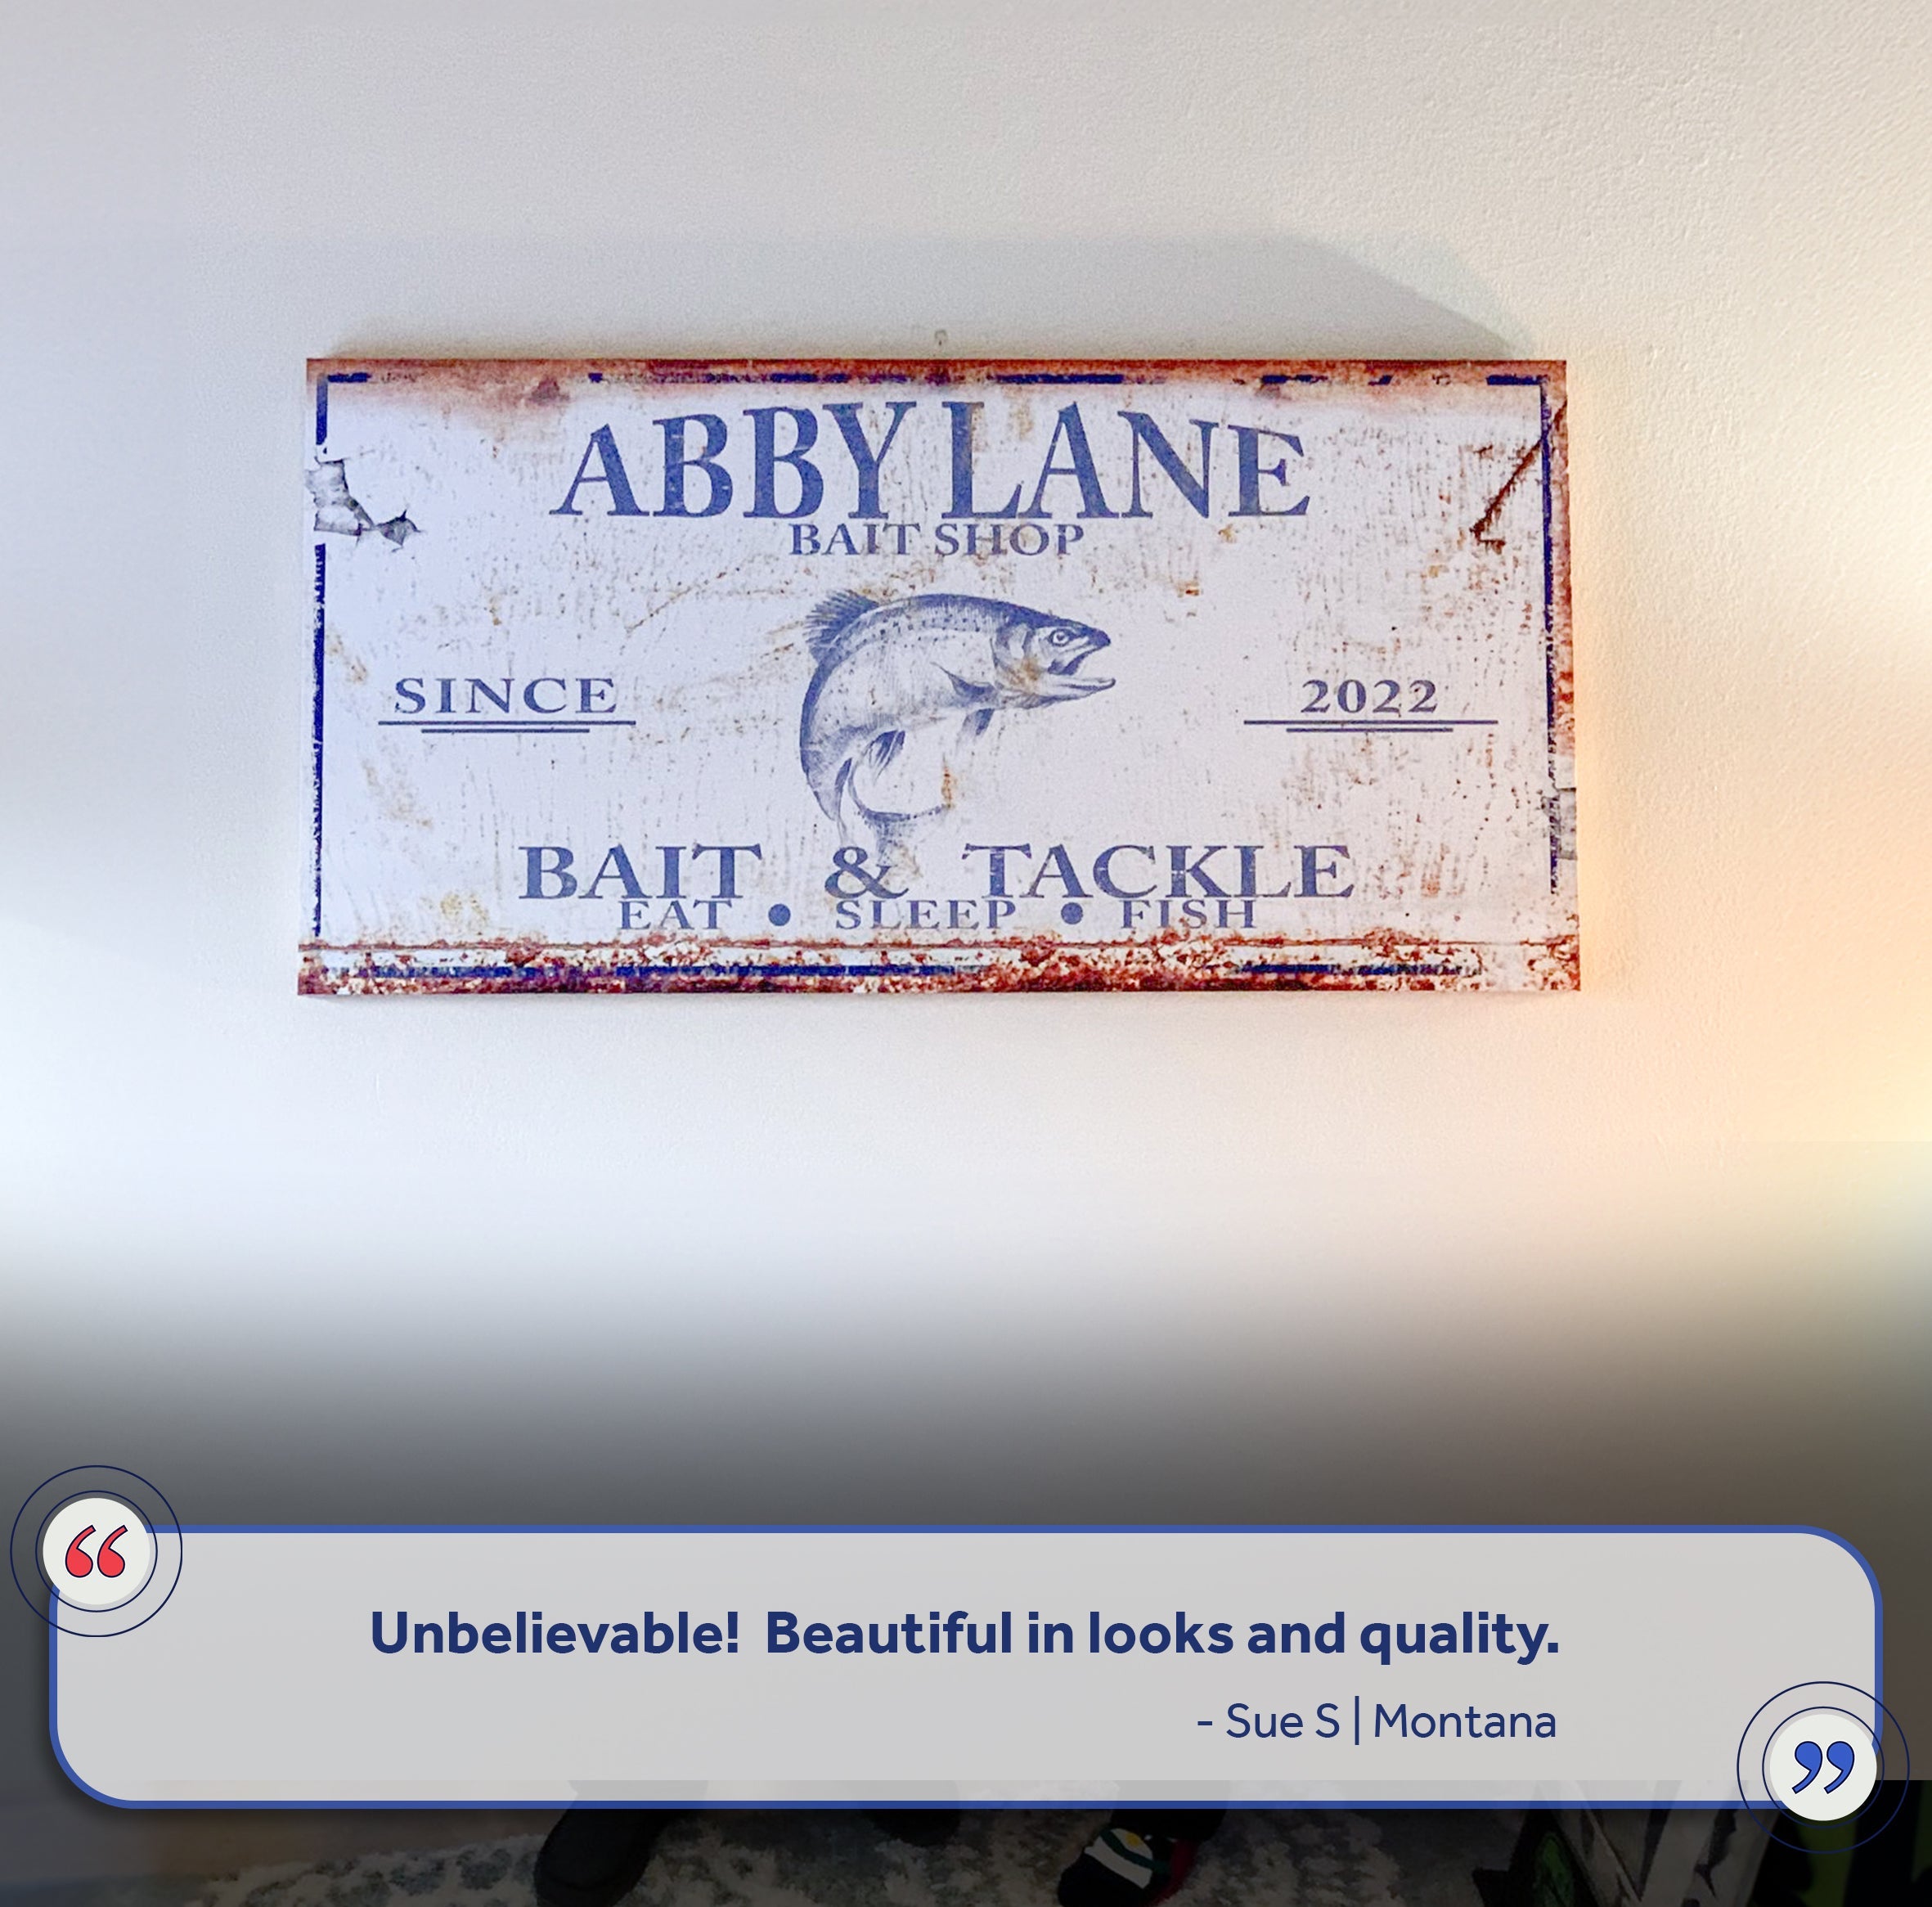 ABBY LANE
BAIT SHOP
SINCE 2022
BAIT & TACKLE
EAT • SLEEP • FISH
“
Unbelievable!  Beautiful in looks and quality.
- Sue S | Montana
”